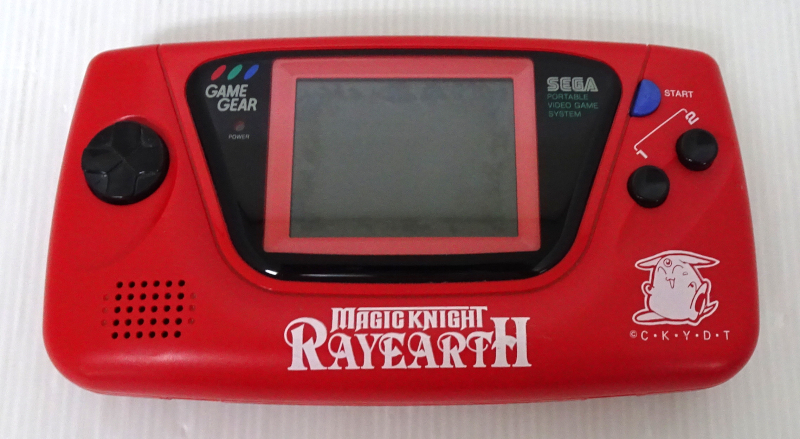 GAME
GEAR
POWER
SEGA
PORTABLE
VIDEO GAME
SYSTEM
START
1
2
MAGIC KNIGHT
RAYEARTH
©C・K・Y・D・T